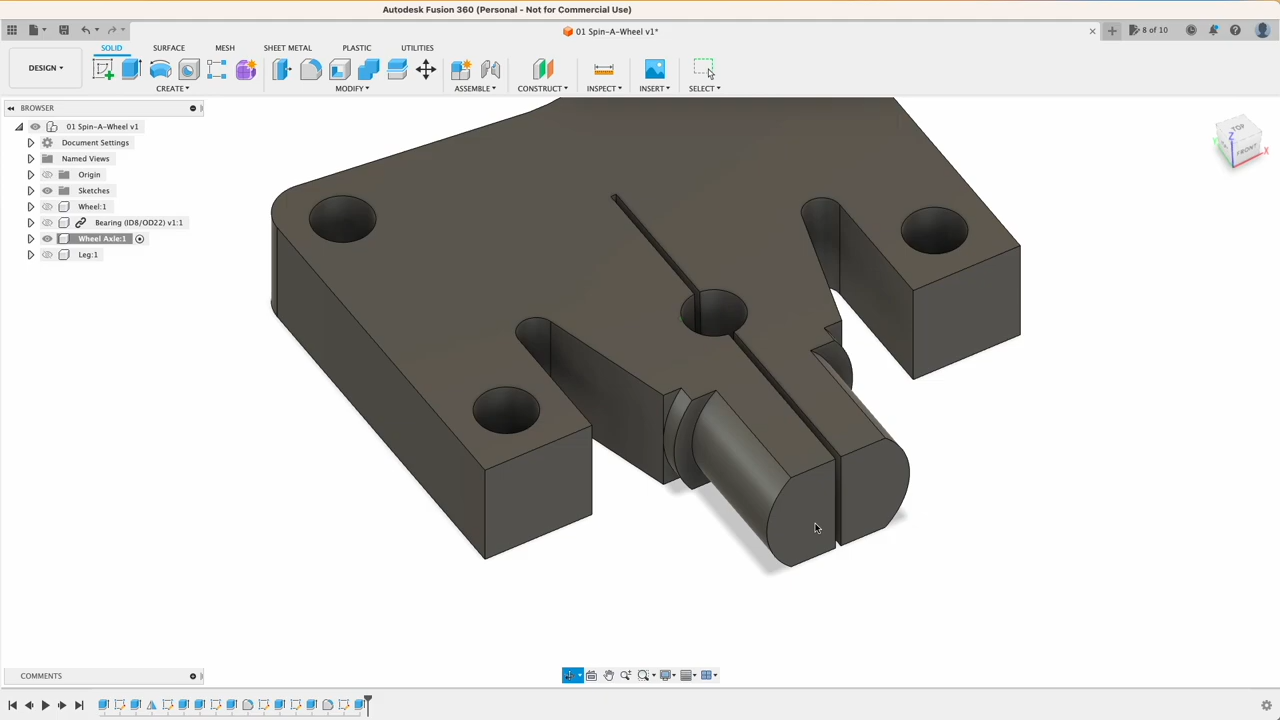 Autodesk Fusion 360 (Personal - Not for Commercial Use)
01 Spin-A-Wheel v1*
8 of 10
SOLID SURFACE MESH SHEET METAL PLASTIC UTILITIES
DESIGN
CREATE MODIFY ASSEMBLE CONSTRUCT INSPECT INSERT SELECT
BROWSER
01 Spin-A-Wheel v1
Document Settings
Named Views
Origin
Sketches
Wheel:1
Bearing (ID8/OD22) v1:1
Wheel Axle:1
Leg:1
TOP
Z
Y
FRONT
X
COMMENTS